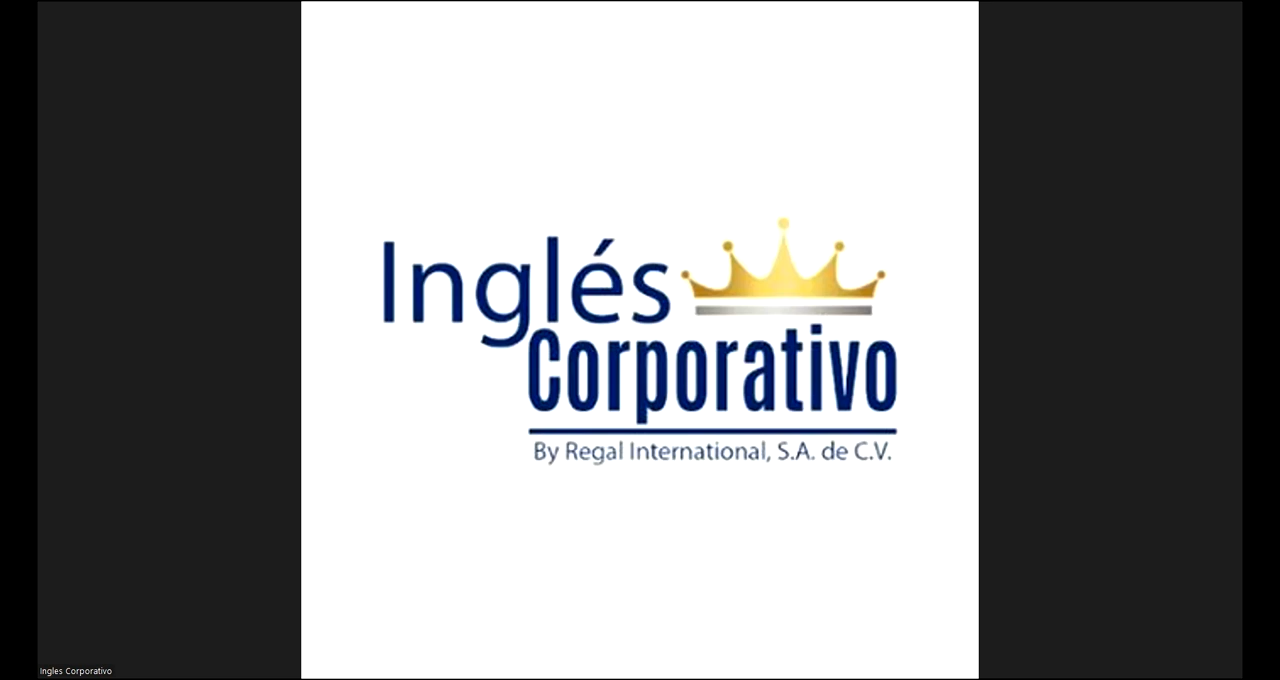 Inglés
Corporativo
By Regal International, S.A. de C.V.
Ingles Corporativo